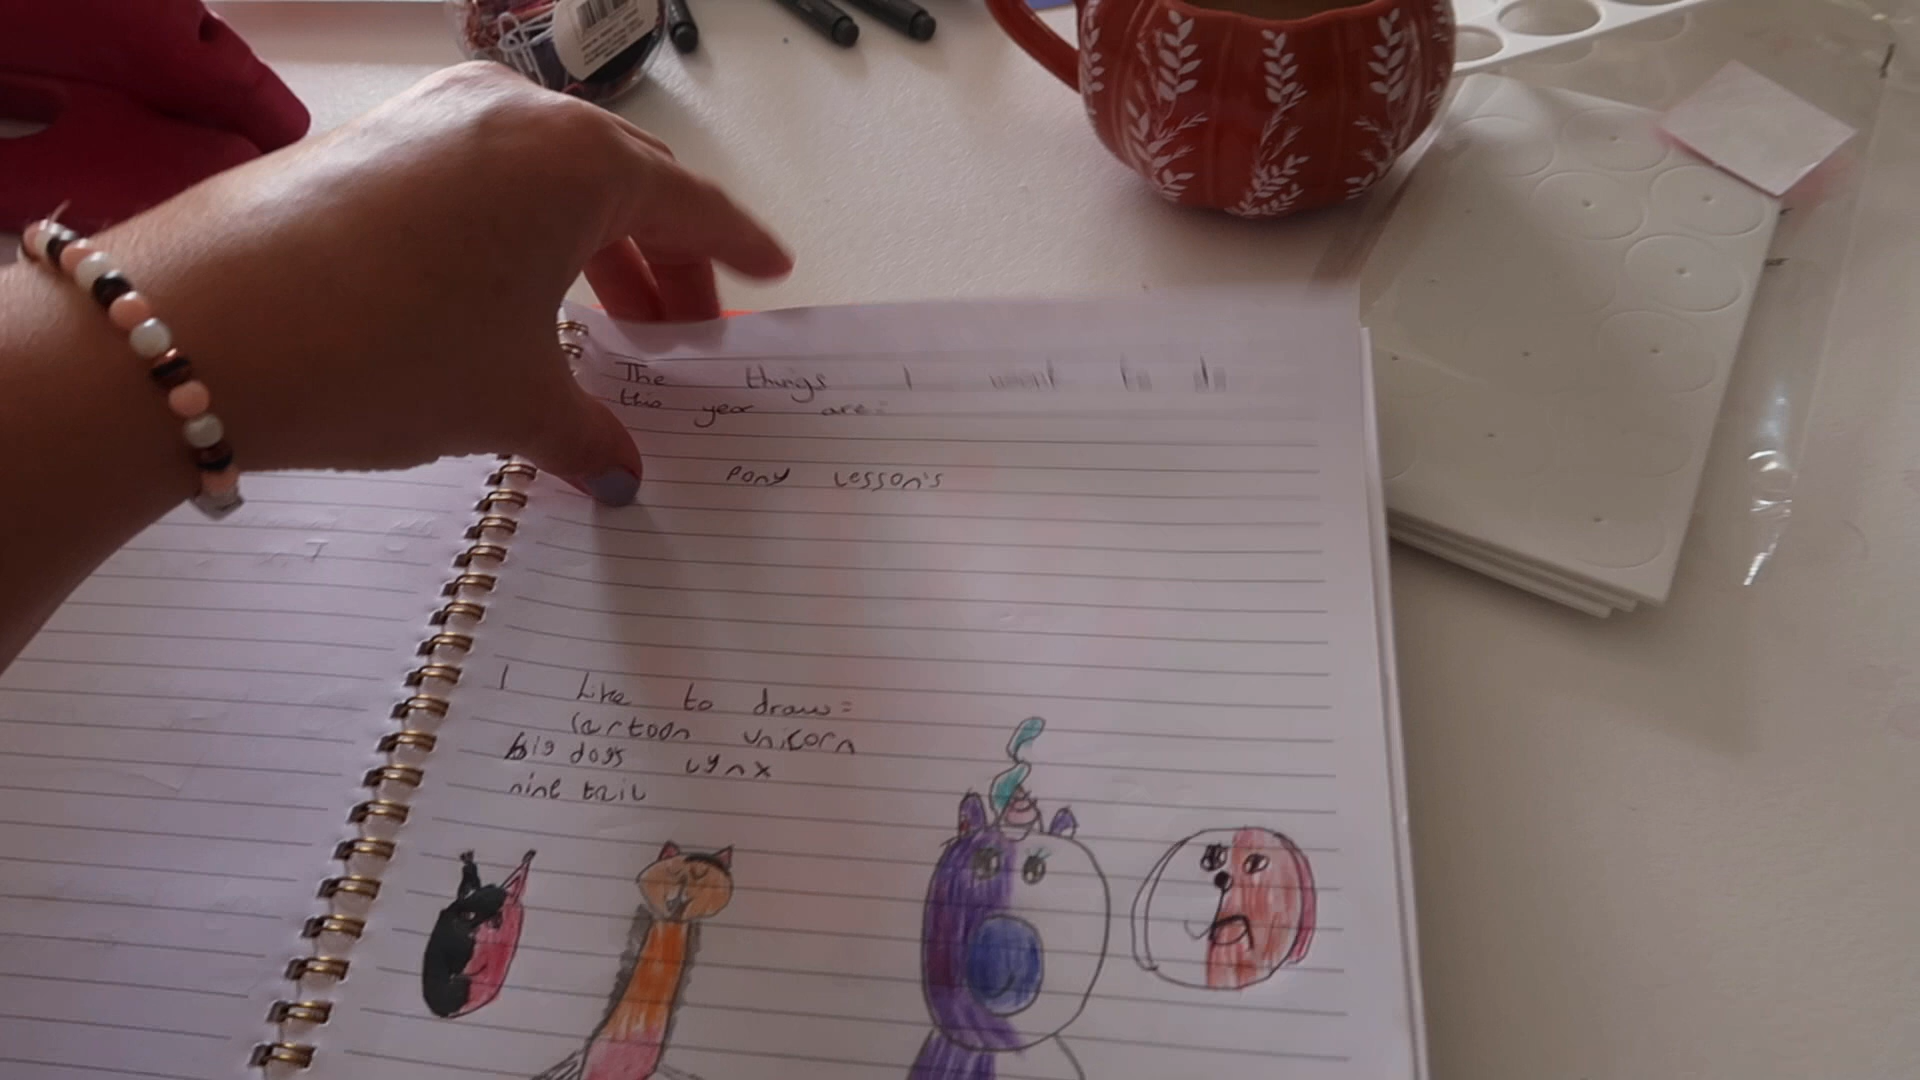 The things I want to do
this year are:
Pony Lesson's
I Like to draw:
cartoon unicorn
big dogs Lynx
nine tail